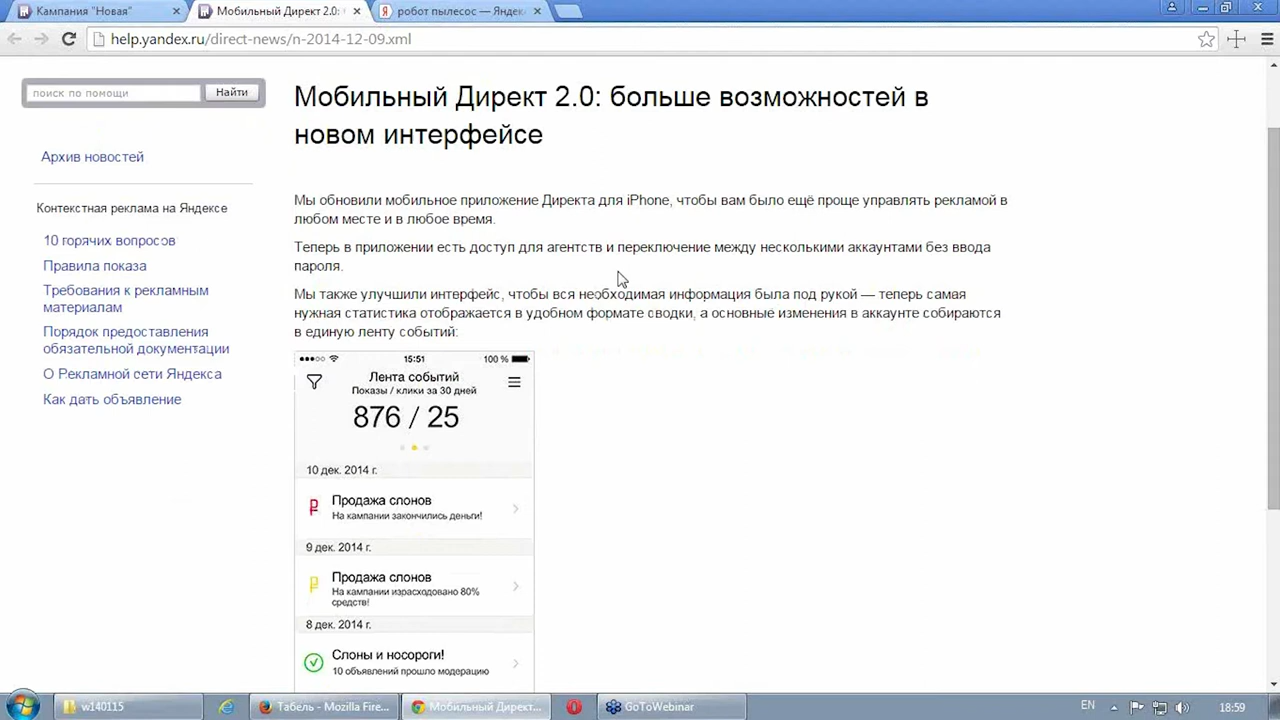 Кампания "Новая"
Мобильный Директ 2.0:
робот пылесос — Яндек
help.yandex.ru/direct-news/n-2014-12-09.xml
поиск по помощи
Найти
Архив новостей
Контекстная реклама на Яндексе
10 горячих вопросов
Правила показа
Требования к рекламным
материалам
Порядок предоставления
обязательной документации
О Рекламной сети Яндекса
Как дать объявление
Мобильный Директ 2.0: больше возможностей в
новом интерфейсе
Мы обновили мобильное приложение Директа для iPhone, чтобы вам было ещё проще управлять рекламой в
любом месте и в любое время.
Теперь в приложении есть доступ для агентств и переключение между несколькими аккаунтами без ввода
пароля.
Мы также улучшили интерфейс, чтобы вся необходимая информация была под рукой — теперь самая
нужная статистика отображается в удобном формате сводки, а основные изменения в аккаунте собираются
в единую ленту событий:
15:51
100 %
Лента событий
Показы / клики за 30 дней
876 / 25
10 дек. 2014 г.
Продажа слонов
На кампании закончились деньги!
9 дек. 2014 г.
Продажа слонов
На кампании израсходовано 80%
средств!
8 дек. 2014 г.
Слоны и носороги!
10 объявлений прошло модерацию
w140115
Табель - Mozilla Fire...
Мобильный Директ...
GoToWebinar
EN
18:59